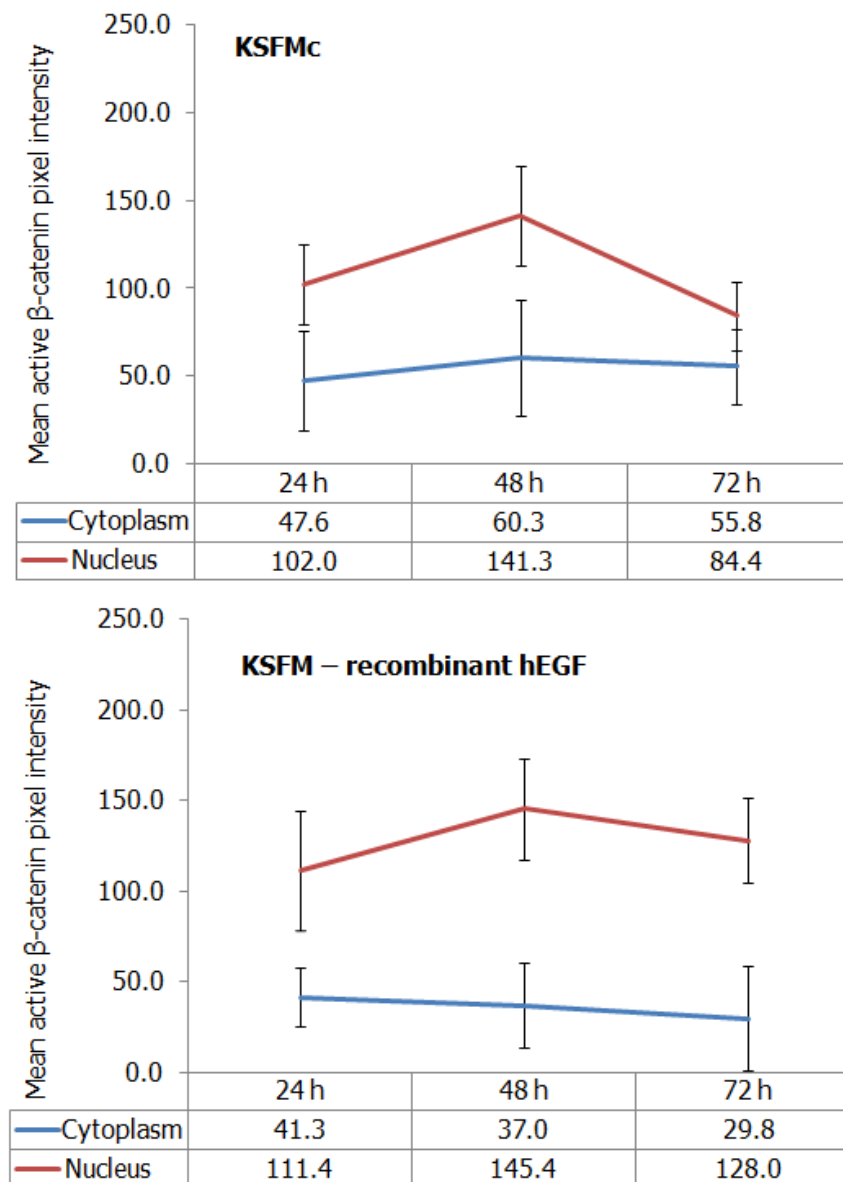 250.0
KSFMc
200.0
150.0
100.0
50.0
0.0
Mean active β-catenin pixel intensity
24 h 48 h 72 h
Cytoplasm 47.6 60.3 55.8
Nucleus 102.0 141.3 84.4
250.0
KSFM – recombinant hEGF
200.0
150.0
100.0
50.0
0.0
Mean active β-catenin pixel intensity
24 h 48 h 72 h
Cytoplasm 41.3 37.0 29.8
Nucleus 111.4 145.4 128.0